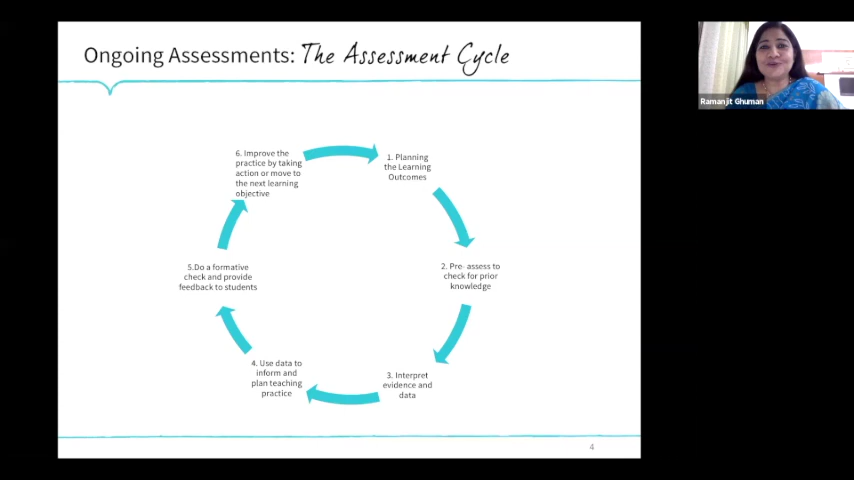 Ongoing Assessments: The Assessment Cycle
Ramanjit Ghuman
1. Planning
the Learning
Outcomes
2. Pre- assess to
check for prior
knowledge
3. Interpret
evidence and
data
4. Use data to
inform and
plan teaching
practice
5.Do a formative
check and provide
feedback to students
6. Improve the
practice by taking
action or move to
the next learning
objective
4